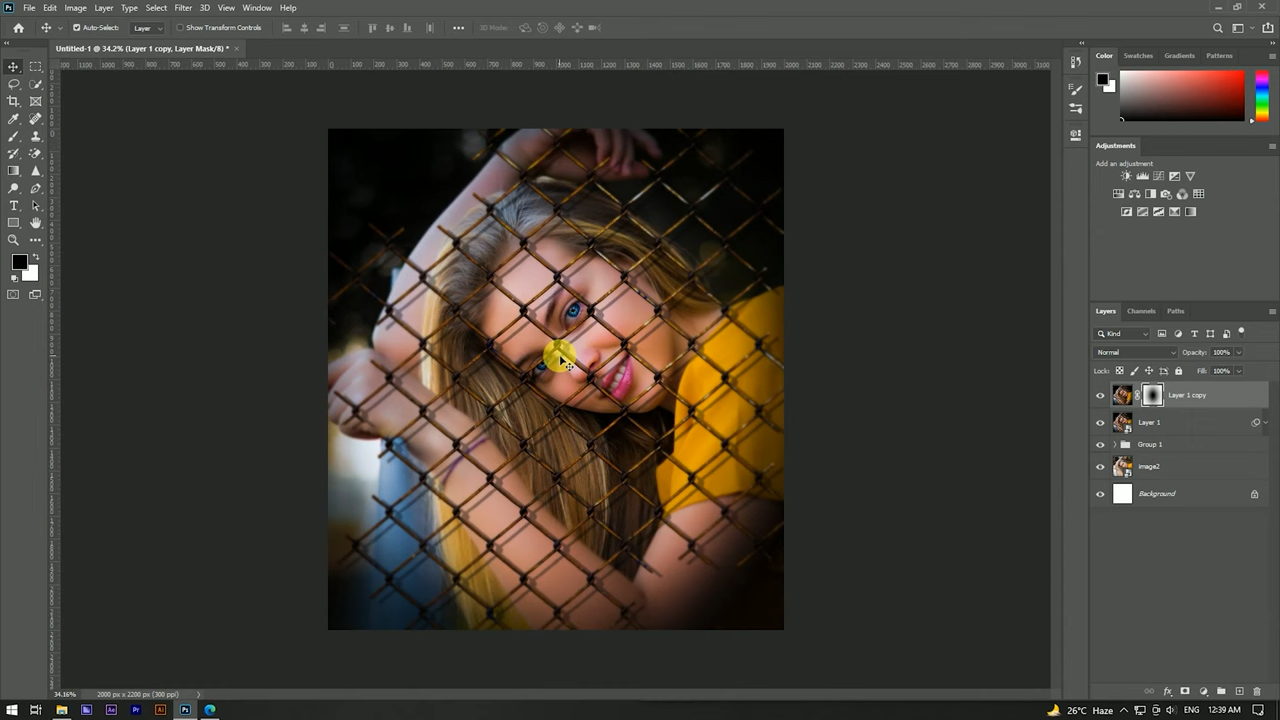 Ps File Edit Image Layer Type Select Filter 3D View Window Help
Auto-Select: Layer Show Transform Controls 3D Mode:
Untitled-1 @ 34.2% (Layer 1 copy, Layer Mask/8) *
Color Swatches Gradients Patterns
Adjustments
Add an adjustment
Layers Channels Paths
Kind
Normal Opacity: 100%
Lock: Fill: 100%
Layer 1 copy
Layer 1
Group 1
image2
Background
34.16% 2000 px x 2200 px (300 ppi)
26°C Haze ENG 12:39 AM